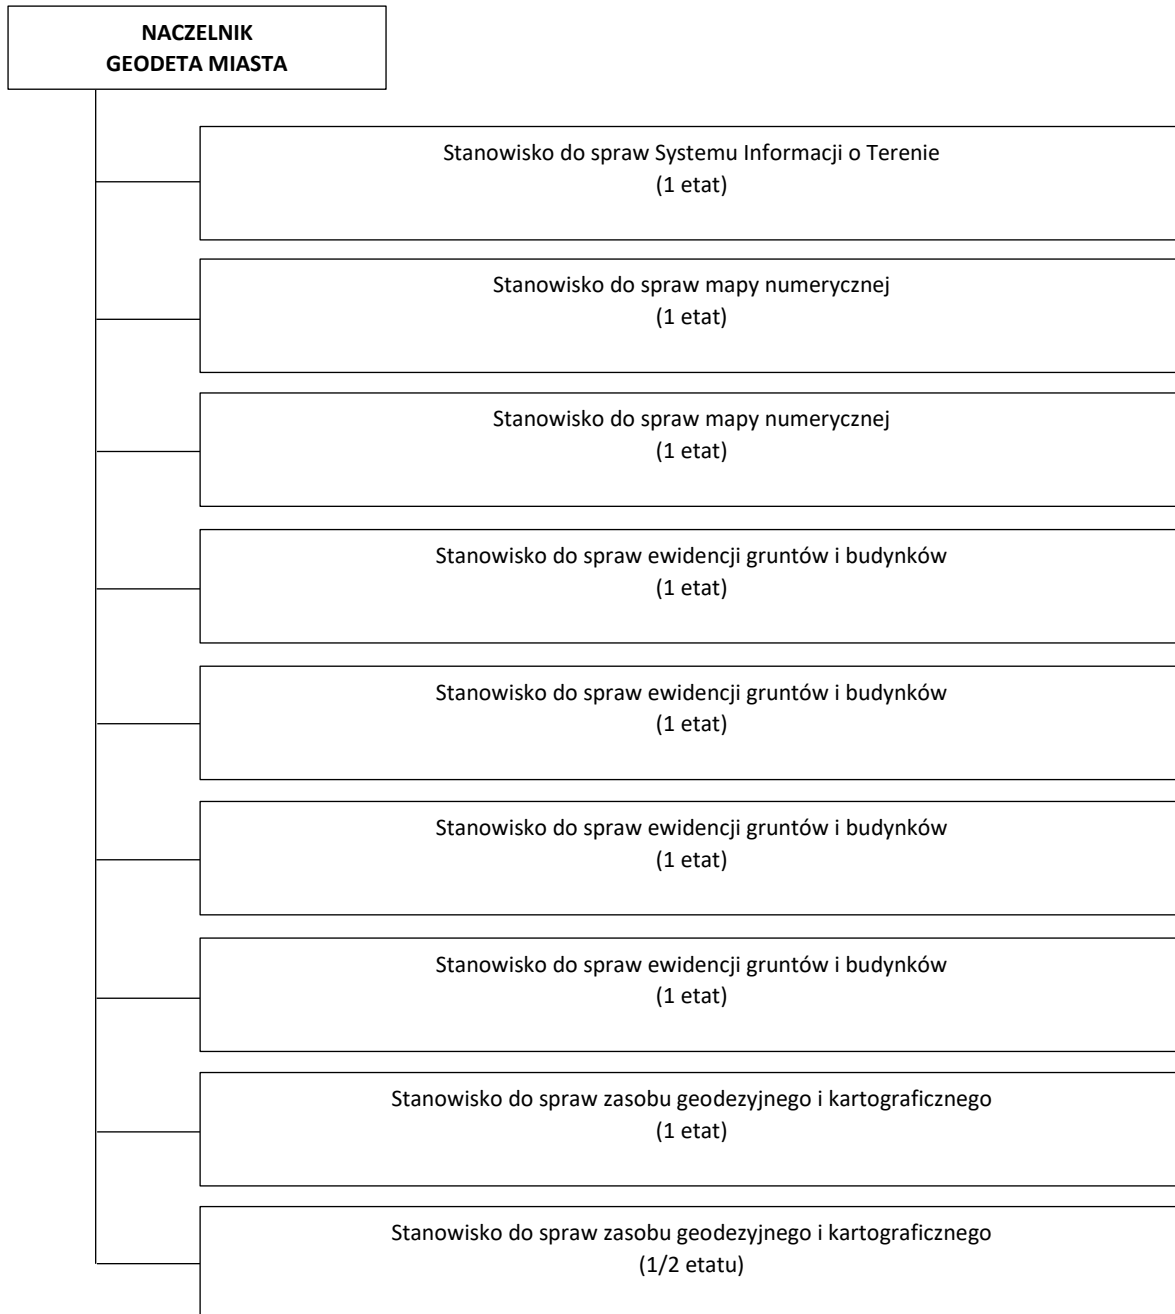 NACZELNIK
GEODETA MIASTA
Stanowisko do spraw Systemu Informacji o Terenie
(1 etat)
Stanowisko do spraw mapy numerycznej
(1 etat)
Stanowisko do spraw mapy numerycznej
(1 etat)
Stanowisko do spraw ewidencji gruntów i budynków
(1 etat)
Stanowisko do spraw ewidencji gruntów i budynków
(1 etat)
Stanowisko do spraw ewidencji gruntów i budynków
(1 etat)
Stanowisko do spraw ewidencji gruntów i budynków
(1 etat)
Stanowisko do spraw zasobu geodezyjnego i kartograficznego
(1 etat)
Stanowisko do spraw zasobu geodezyjnego i kartograficznego
(1/2 etatu)